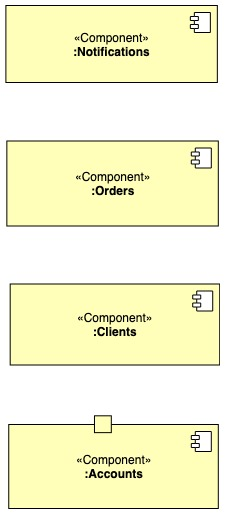 «Component»
:Notifications
«Component»
:Orders
«Component»
:Clients
«Component»
:Accounts